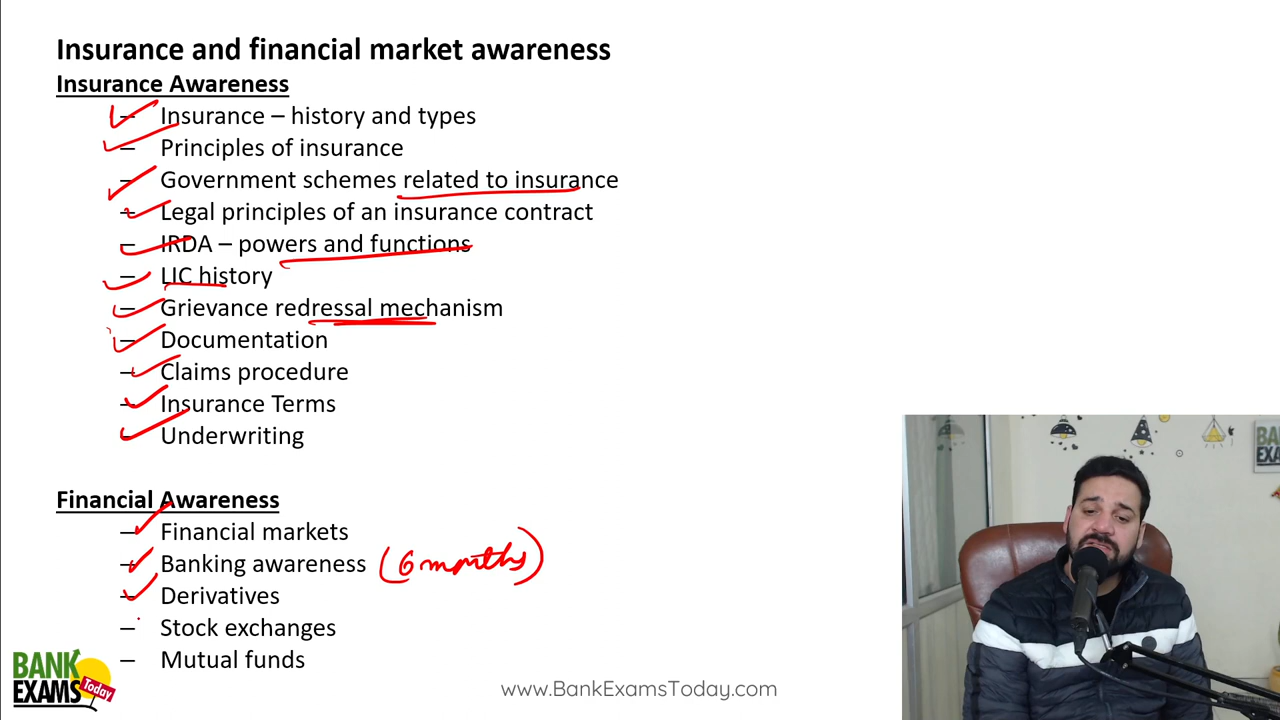 Insurance and financial market awareness
Insurance Awareness
– Insurance – history and types
– Principles of insurance
– Government schemes related to insurance
– Legal principles of an insurance contract
– IRDA – powers and functions
– LIC history
– Grievance redressal mechanism
– Documentation
– Claims procedure
– Insurance Terms
– Underwriting
Financial Awareness
– Financial markets
– Banking awareness (6 months)
– Derivatives
– Stock exchanges
– Mutual funds
BANK
EXAMS Today
www.BankExamsToday.com
BANK
EXA